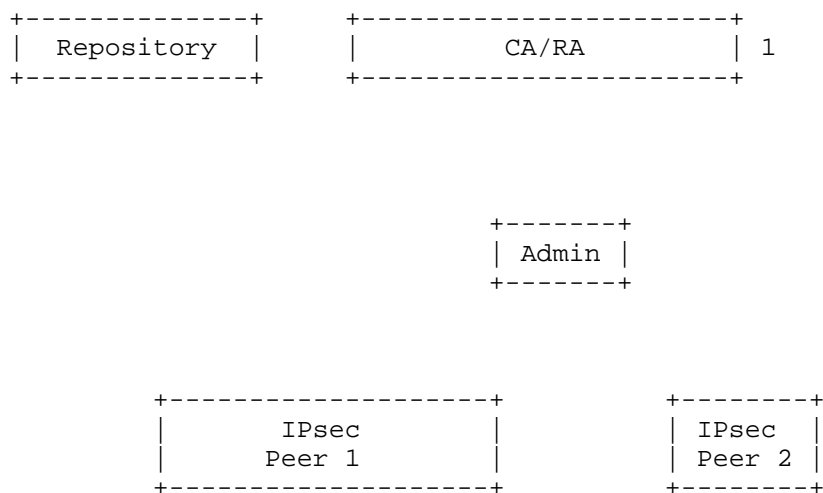 Repository CA/RA 1
Admin
IPsec IPsec
Peer 1 Peer 2